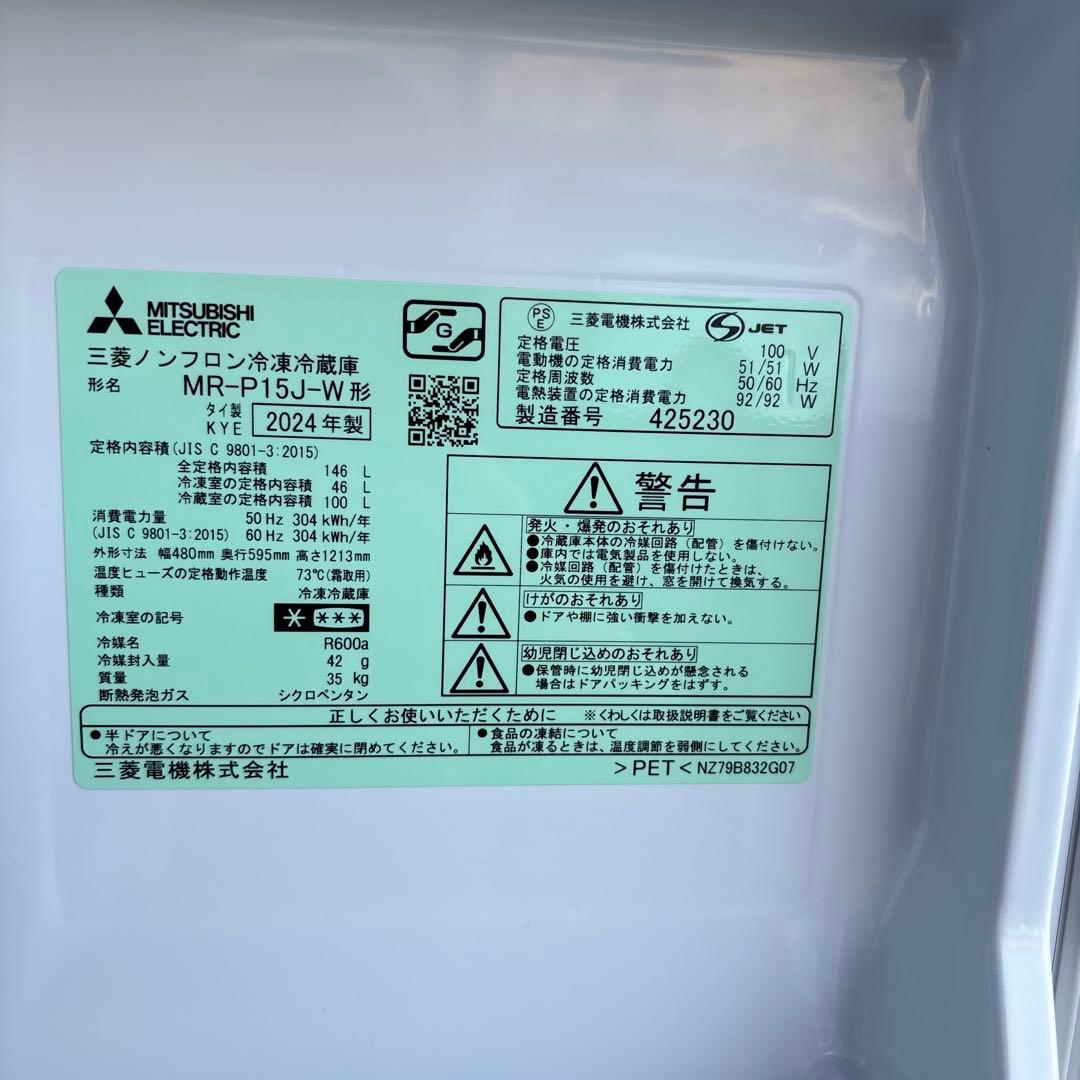 MITSUBISHI
ELECTRIC
G
三菱ノンフロン冷凍冷蔵庫
形名 MR-P15J-W形
タイ製
KYE 2024年製
定格内容積(JIS C 9801-3:2015)
全定格内容積 146 L
冷凍室の定格内容積 46 L
冷蔵室の定格内容積 100 L
消費電力量 50Hz 304kWh/年
(JIS C 9801-3:2015) 60Hz 304kWh/年
外形寸法 幅480mm 奥行595mm 高さ1213mm
温度ヒューズの定格動作温度 73℃(霜取用)
種類 冷凍冷蔵庫
冷凍室の記号
冷媒名 R600a
冷媒封入量 42 g
質量 35 kg
断熱発泡ガス シクロペンタン
PS
E 三菱電機株式会社 JET
定格電圧 100 V
電動機の定格消費電力 51/51 W
定格周波数 50/60 Hz
電熱装置の定格消費電力 92/92 W
製造番号 425230
警告
発火・爆発のおそれあり
●冷蔵庫本体の冷媒回路(配管)を傷付けない。
●庫内では電気製品を使用しない。
●冷媒回路(配管)を傷付けたときは、
火気の使用を避け、窓を開けて換気する。
けがのおそれあり
●ドアや棚に強い衝撃を加えない。
幼児閉じ込めのおそれあり
●保管時に幼児閉じ込めが懸念される
場合はドアパッキングをはずす。
正しくお使いいただくために ※くわしくは取扱説明書をご覧ください
●半ドアについて
冷えが悪くなりますのでドアは確実に閉めてください。
●食品の凍結について
食品が凍るときは、温度調節を弱側にしてください。
三菱電機株式会社 >PET< NZ79B832G07